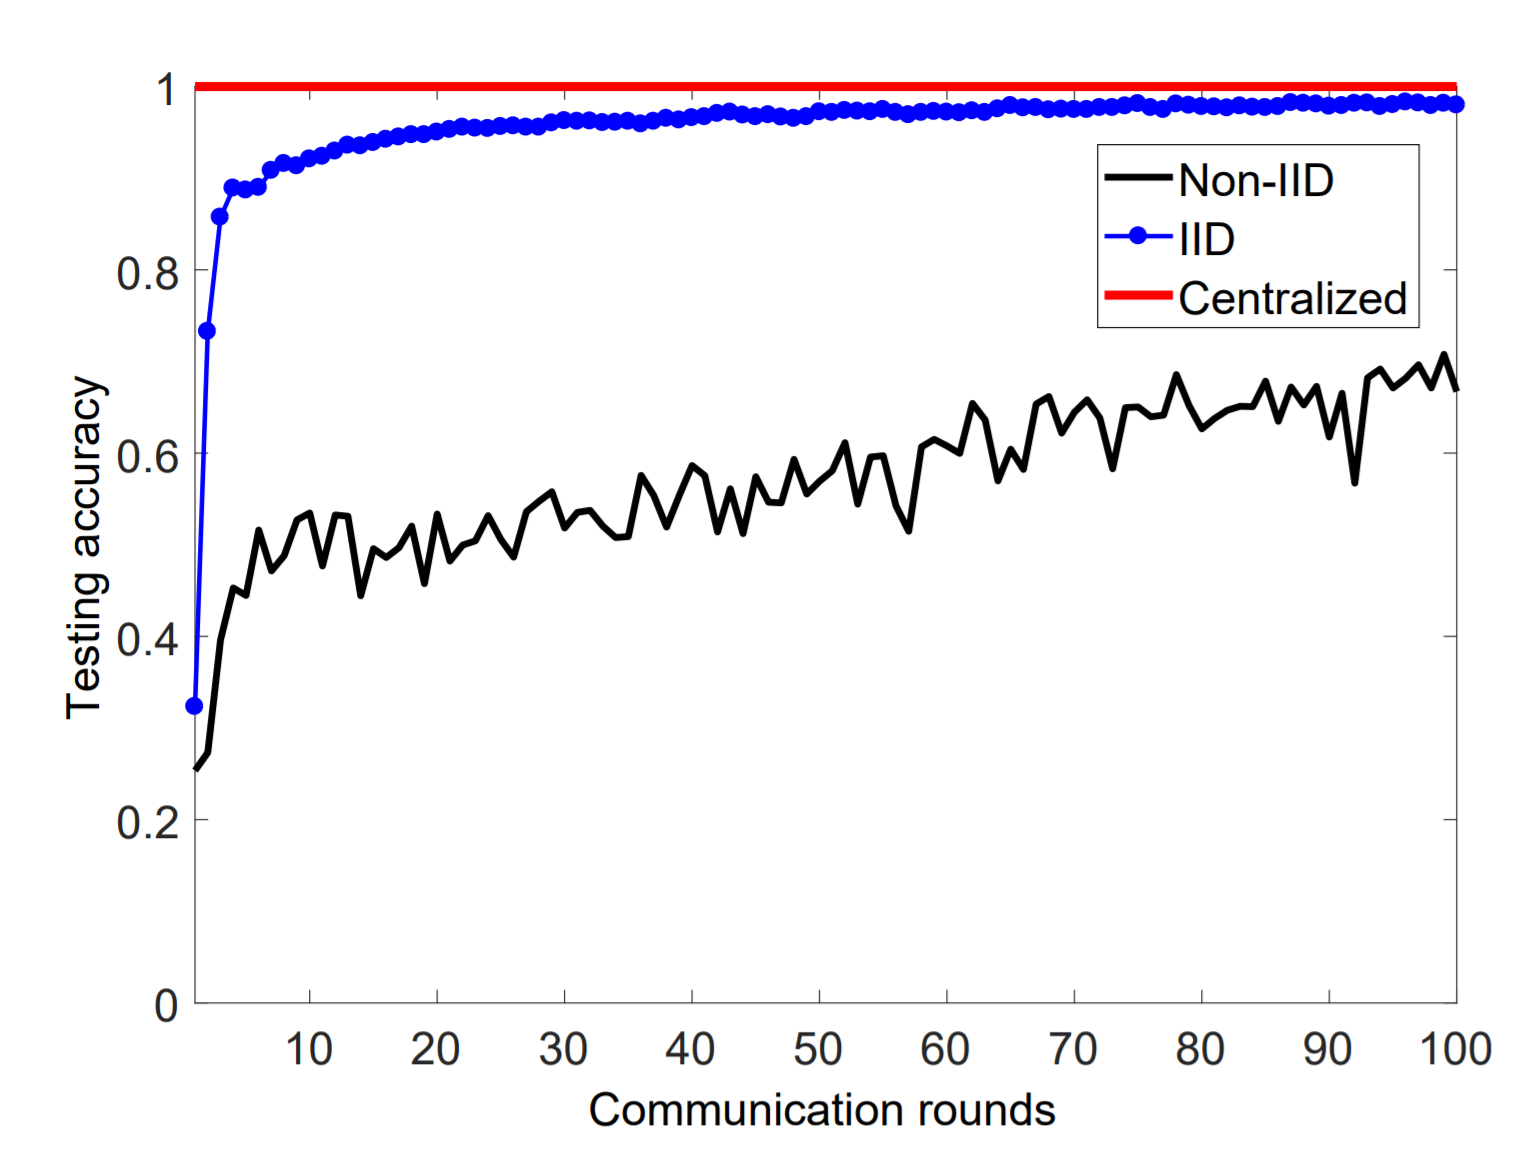 1
0.8
0.6
0.4
0.2
0
Testing accuracy
Non-IID
IID
Centralized
10 20 30 40 50 60 70 80 90 100
Communication rounds